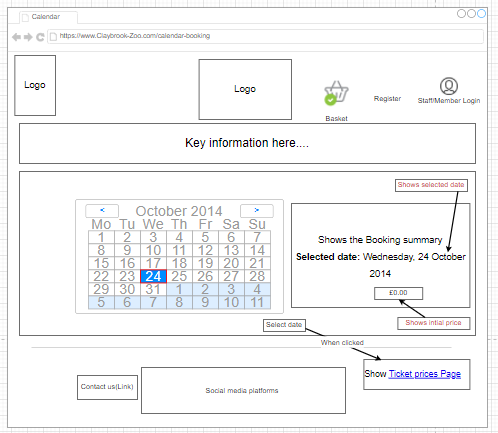 Calendar
https://www.Claybrook-Zoo.com/calendar-booking
Logo
Logo
Basket
Register
Staff/Member Login
Key information here....
Shows selected date
< October 2014 >
Mo Tu We Th Fr Sa Su
1 2 3 4 5 6 7
8 9 10 11 12 13 14
15 16 17 18 19 20 21
22 23 24 25 26 27 28
29 30 31 1 2 3 4
5 6 7 8 9 10 11
Shows the Booking summary
Selected date: Wednesday, 24 October
2014
£0.00
Shows intial price
Select date
When clicked
Show Ticket prices Page
Contact us(Link)
Social media platforms